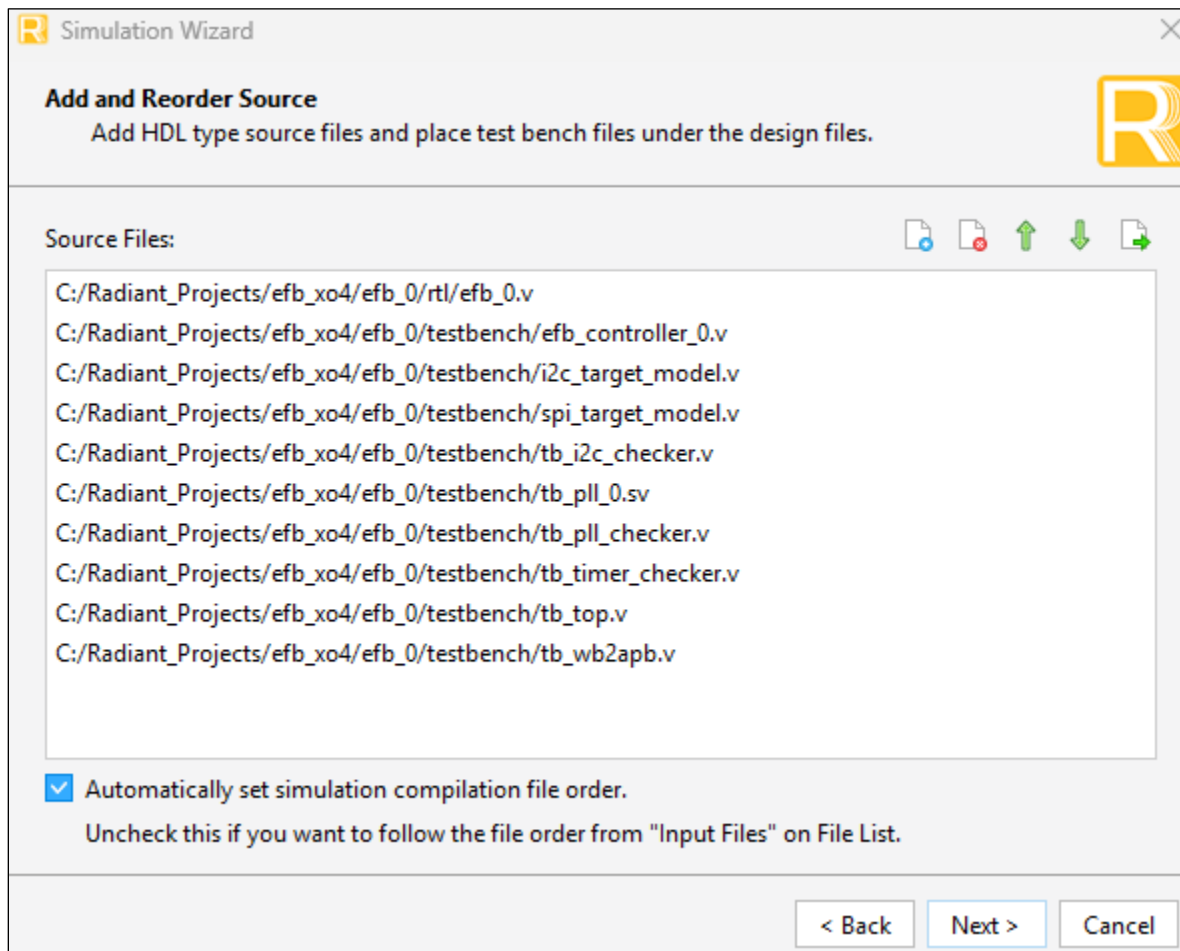 Simulation Wizard
Add and Reorder Source
Add HDL type source files and place test bench files under the design files.
Source Files:
C:/Radiant_Projects/efb_xo4/efb_0/rtl/efb_0.v
C:/Radiant_Projects/efb_xo4/efb_0/testbench/efb_controller_0.v
C:/Radiant_Projects/efb_xo4/efb_0/testbench/i2c_target_model.v
C:/Radiant_Projects/efb_xo4/efb_0/testbench/spi_target_model.v
C:/Radiant_Projects/efb_xo4/efb_0/testbench/tb_i2c_checker.v
C:/Radiant_Projects/efb_xo4/efb_0/testbench/tb_pll_0.sv
C:/Radiant_Projects/efb_xo4/efb_0/testbench/tb_pll_checker.v
C:/Radiant_Projects/efb_xo4/efb_0/testbench/tb_timer_checker.v
C:/Radiant_Projects/efb_xo4/efb_0/testbench/tb_top.v
C:/Radiant_Projects/efb_xo4/efb_0/testbench/tb_wb2apb.v
Automatically set simulation compilation file order.
Uncheck this if you want to follow the file order from "Input Files" on File List.
< Back Next > Cancel